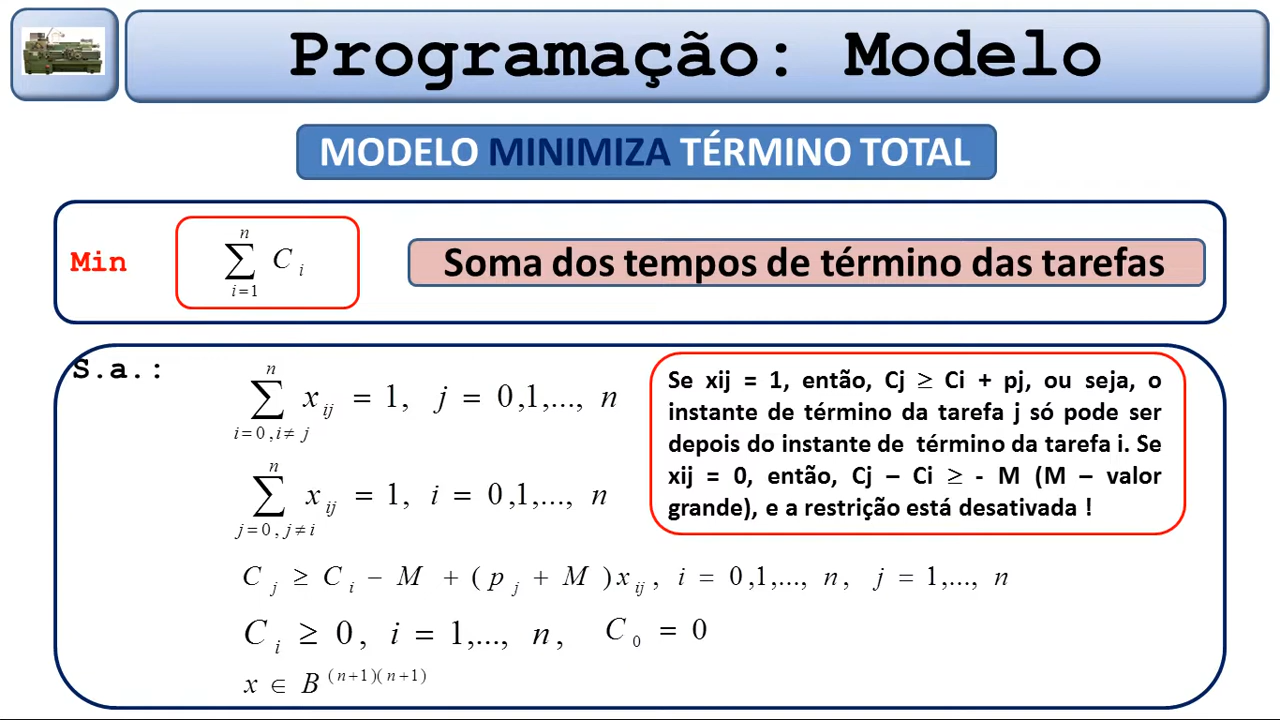 Programação: Modelo
MODELO MINIMIZA TÉRMINO TOTAL
Min
n
∑ C i
i=1
Soma dos tempos de término das tarefas
S.a.:
n
∑ x ij = 1, j = 0,1,..., n
i=0,i≠ j
n
∑ x ij = 1, i = 0,1,..., n
j=0, j≠i
Se xij = 1, então, Cj ≥ Ci + pj, ou seja, o
instante de término da tarefa j só pode ser
depois do instante de término da tarefa i. Se
xij = 0, então, Cj – Ci ≥ - M (M – valor
grande), e a restrição está desativada !
C j ≥ C i − M + ( p j + M ) x ij , i = 0,1,..., n, j = 1,..., n
C i ≥ 0, i = 1,..., n, C 0 = 0
x ∈ B (n+1)(n+1)